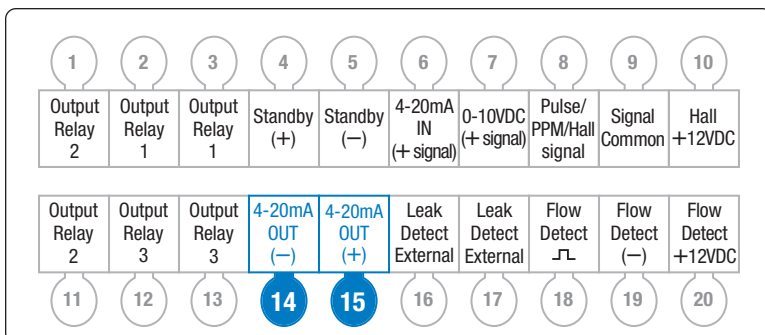 1 2 3 4 5 6 7 8 9 10
Output Relay 2
Output Relay 1
Output Relay 1
Standby (+)
Standby (—)
4-20mA IN (+ signal)
0-10VDC (+ signal)
Pulse/ PPM/Hall signal
Signal Common
Hall +12VDC
Output Relay 2
Output Relay 3
Output Relay 3
4-20mA OUT (—)
4-20mA OUT (+)
Leak Detect External
Leak Detect External
Flow Detect
Flow Detect (—)
Flow Detect +12VDC
11 12 13 14 15 16 17 18 19 20